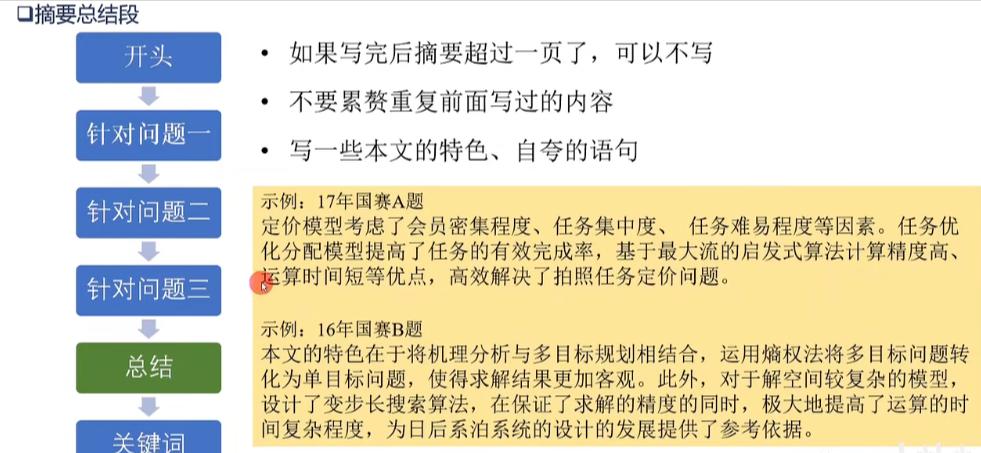 ❑摘要总结段
开头
针对问题一
针对问题二
针对问题三
总结
关键词
• 如果写完后摘要超过一页了，可以不写
• 不要累赘重复前面写过的内容
• 写一些本文的特色、自夸的语句
示例：17年国赛A题
定价模型考虑了会员密集程度、任务集中度、 任务难易程度等因素。任务优
化分配模型提高了任务的有效完成率，基于最大流的启发式算法计算精度高、
运算时间短等优点，高效解决了拍照任务定价问题。
示例：16年国赛B题
本文的特色在于将机理分析与多目标规划相结合，运用熵权法将多目标问题转
化为单目标问题，使得求解结果更加客观。此外，对于解空间较复杂的模型，
设计了变步长搜索算法，在保证了求解的精度的同时，极大地提高了运算的时
间复杂程度，为日后系泊系统的设计的发展提供了参考依据。